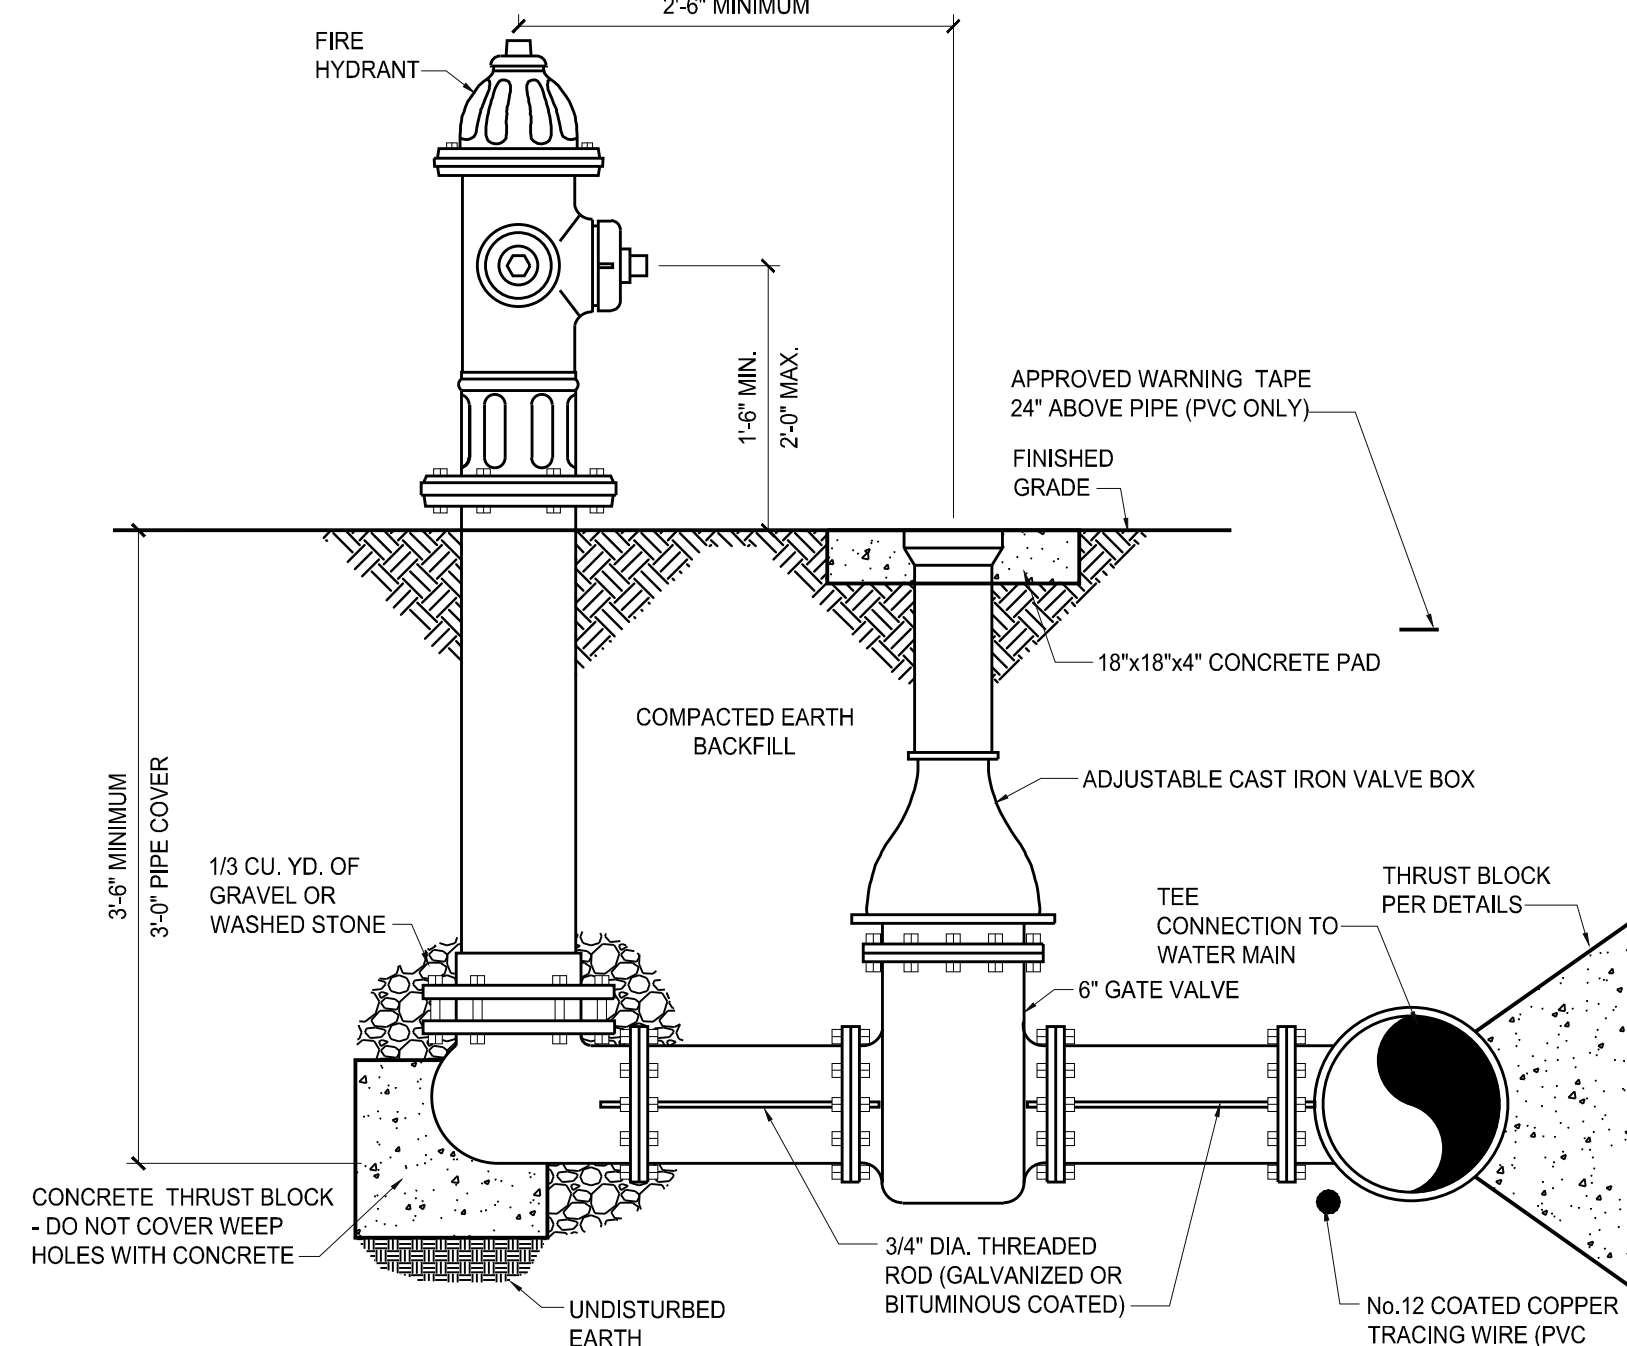 2'-6" MINIMUM
FIRE
HYDRANT
1'-6" MIN.
2'-0" MAX.
APPROVED WARNING TAPE
24" ABOVE PIPE (PVC ONLY)
FINISHED
GRADE
18"x18"x4" CONCRETE PAD
COMPACTED EARTH
BACKFILL
ADJUSTABLE CAST IRON VALVE BOX
3'-6" MINIMUM
3'-0" PIPE COVER
1/3 CU. YD. OF
GRAVEL OR
WASHED STONE
THRUST BLOCK
PER DETAILS
TEE
CONNECTION TO
WATER MAIN
6" GATE VALVE
CONCRETE THRUST BLOCK
- DO NOT COVER WEEP
HOLES WITH CONCRETE
3/4" DIA. THREADED
ROD (GALVANIZED OR
BITUMINOUS COATED)
UNDISTURBED
EARTH
No.12 COATED COPPER
TRACING WIRE (PVC